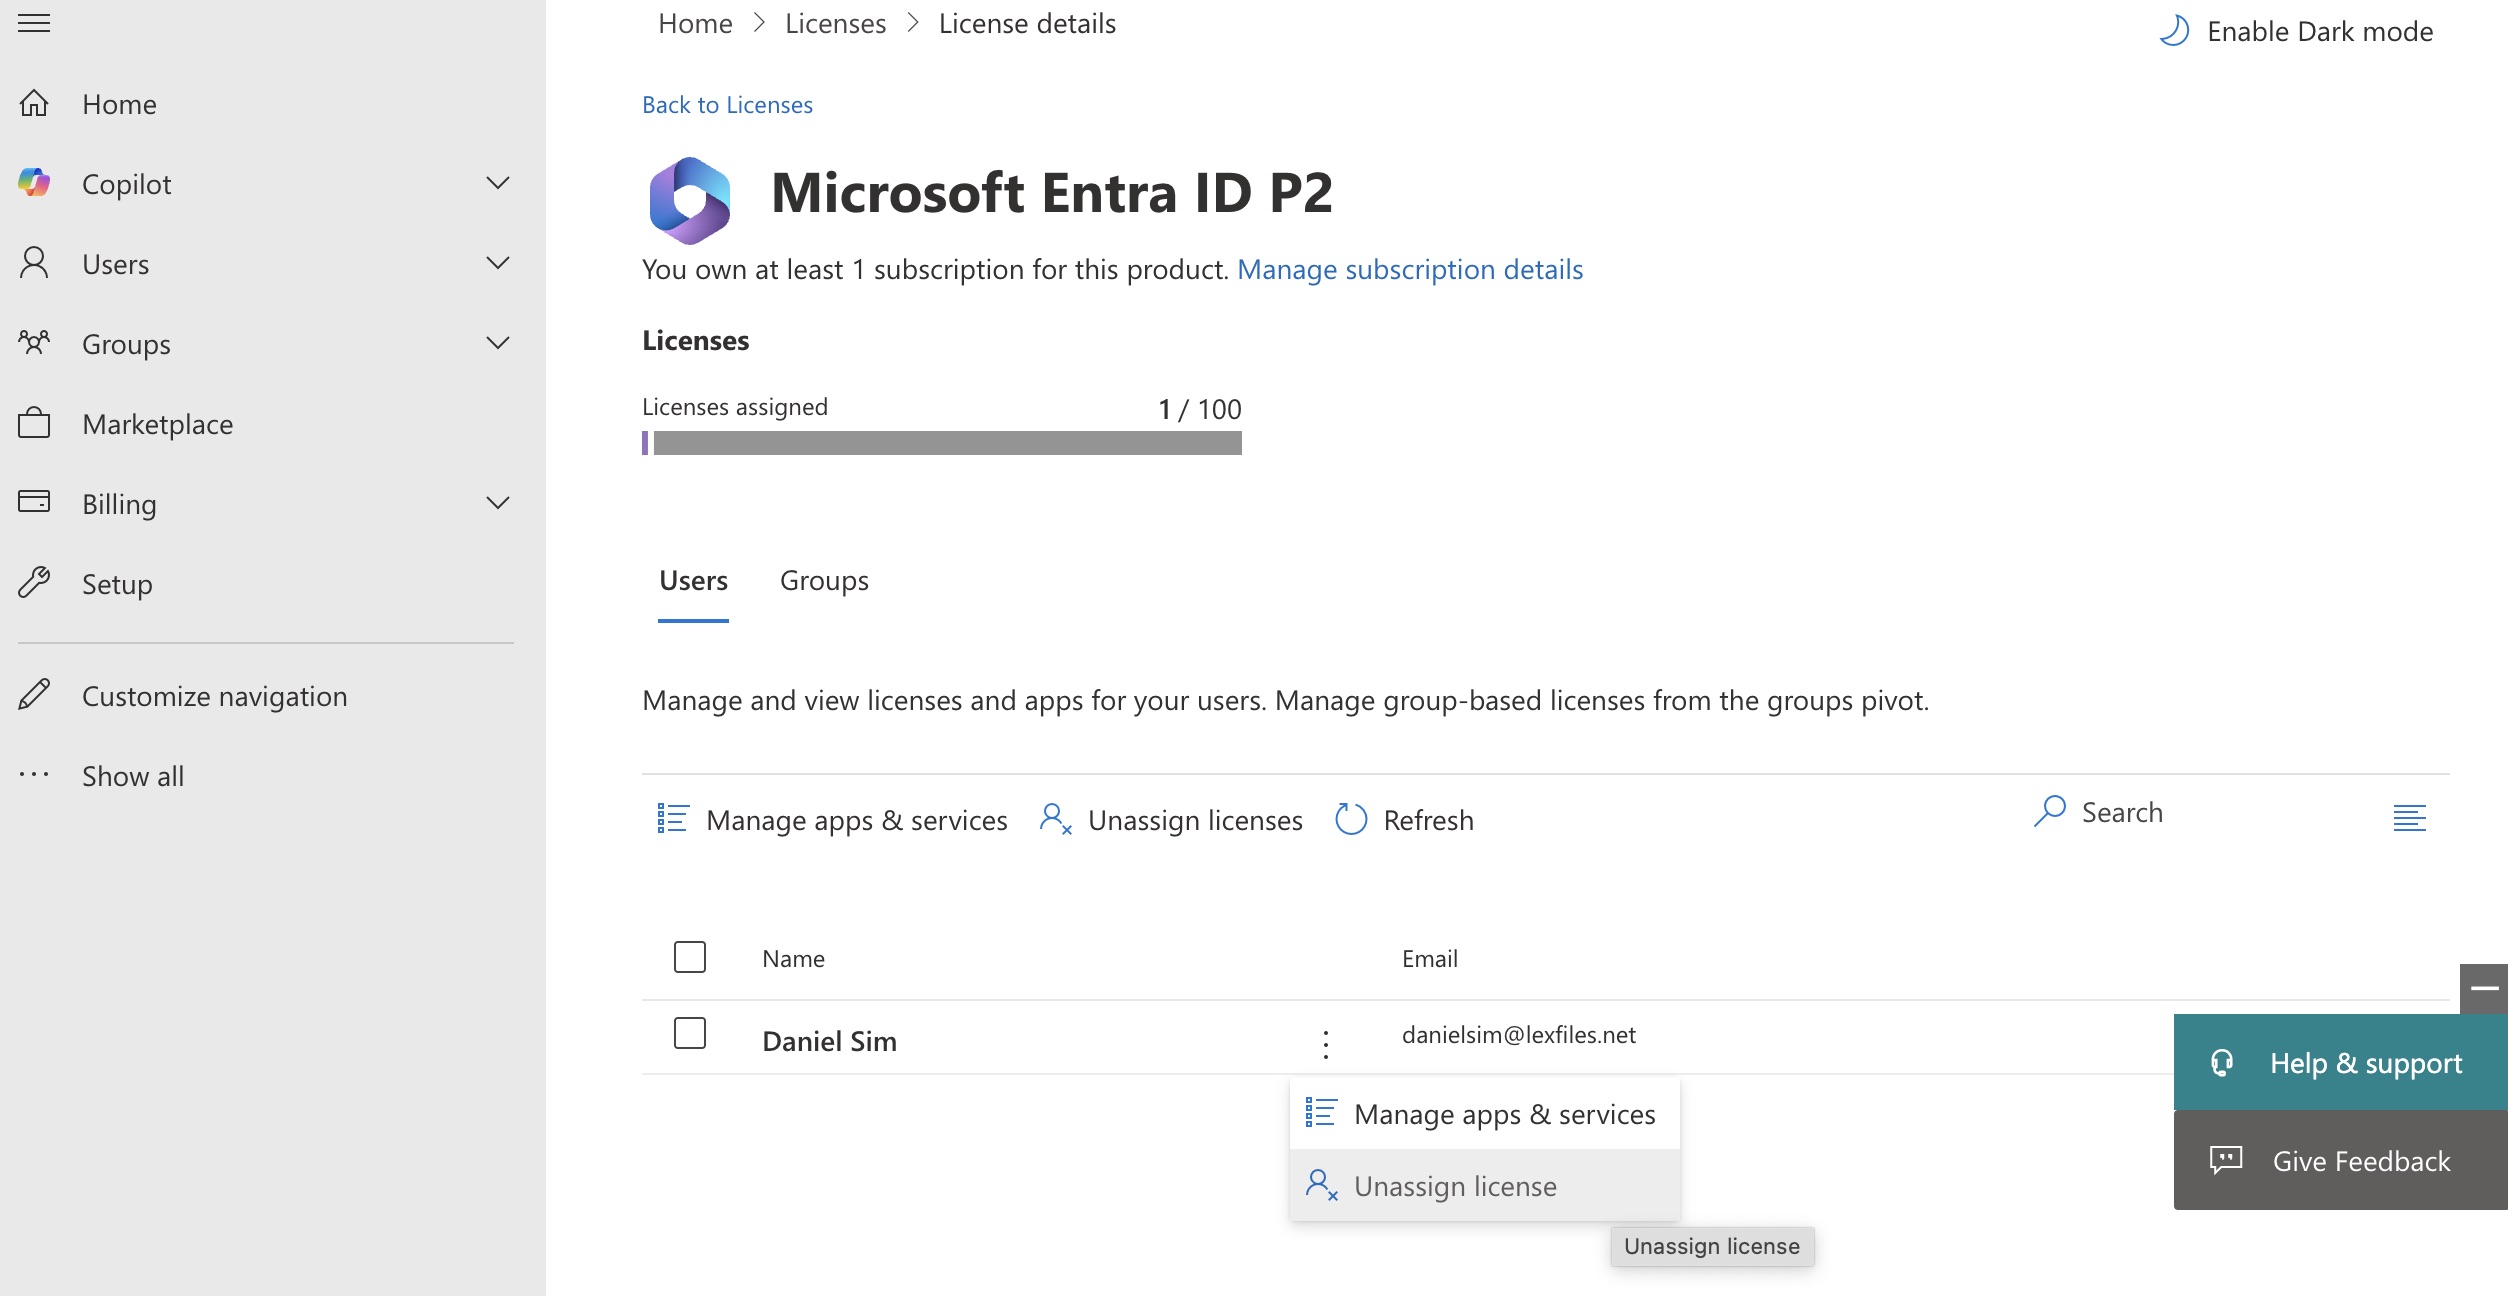 Home > Licenses > License details
Enable Dark mode
Home
Copilot
Users
Groups
Marketplace
Billing
Setup
Customize navigation
Show all
Back to Licenses
Microsoft Entra ID P2
You own at least 1 subscription for this product. Manage subscription details
Licenses
Licenses assigned 1 / 100
Users Groups
Manage and view licenses and apps for your users. Manage group-based licenses from the groups pivot.
Manage apps & services Unassign licenses Refresh Search
Name Email
Daniel Sim danielsim@lexfiles.net
Manage apps & services
Unassign license
Unassign license
Help & support
Give Feedback